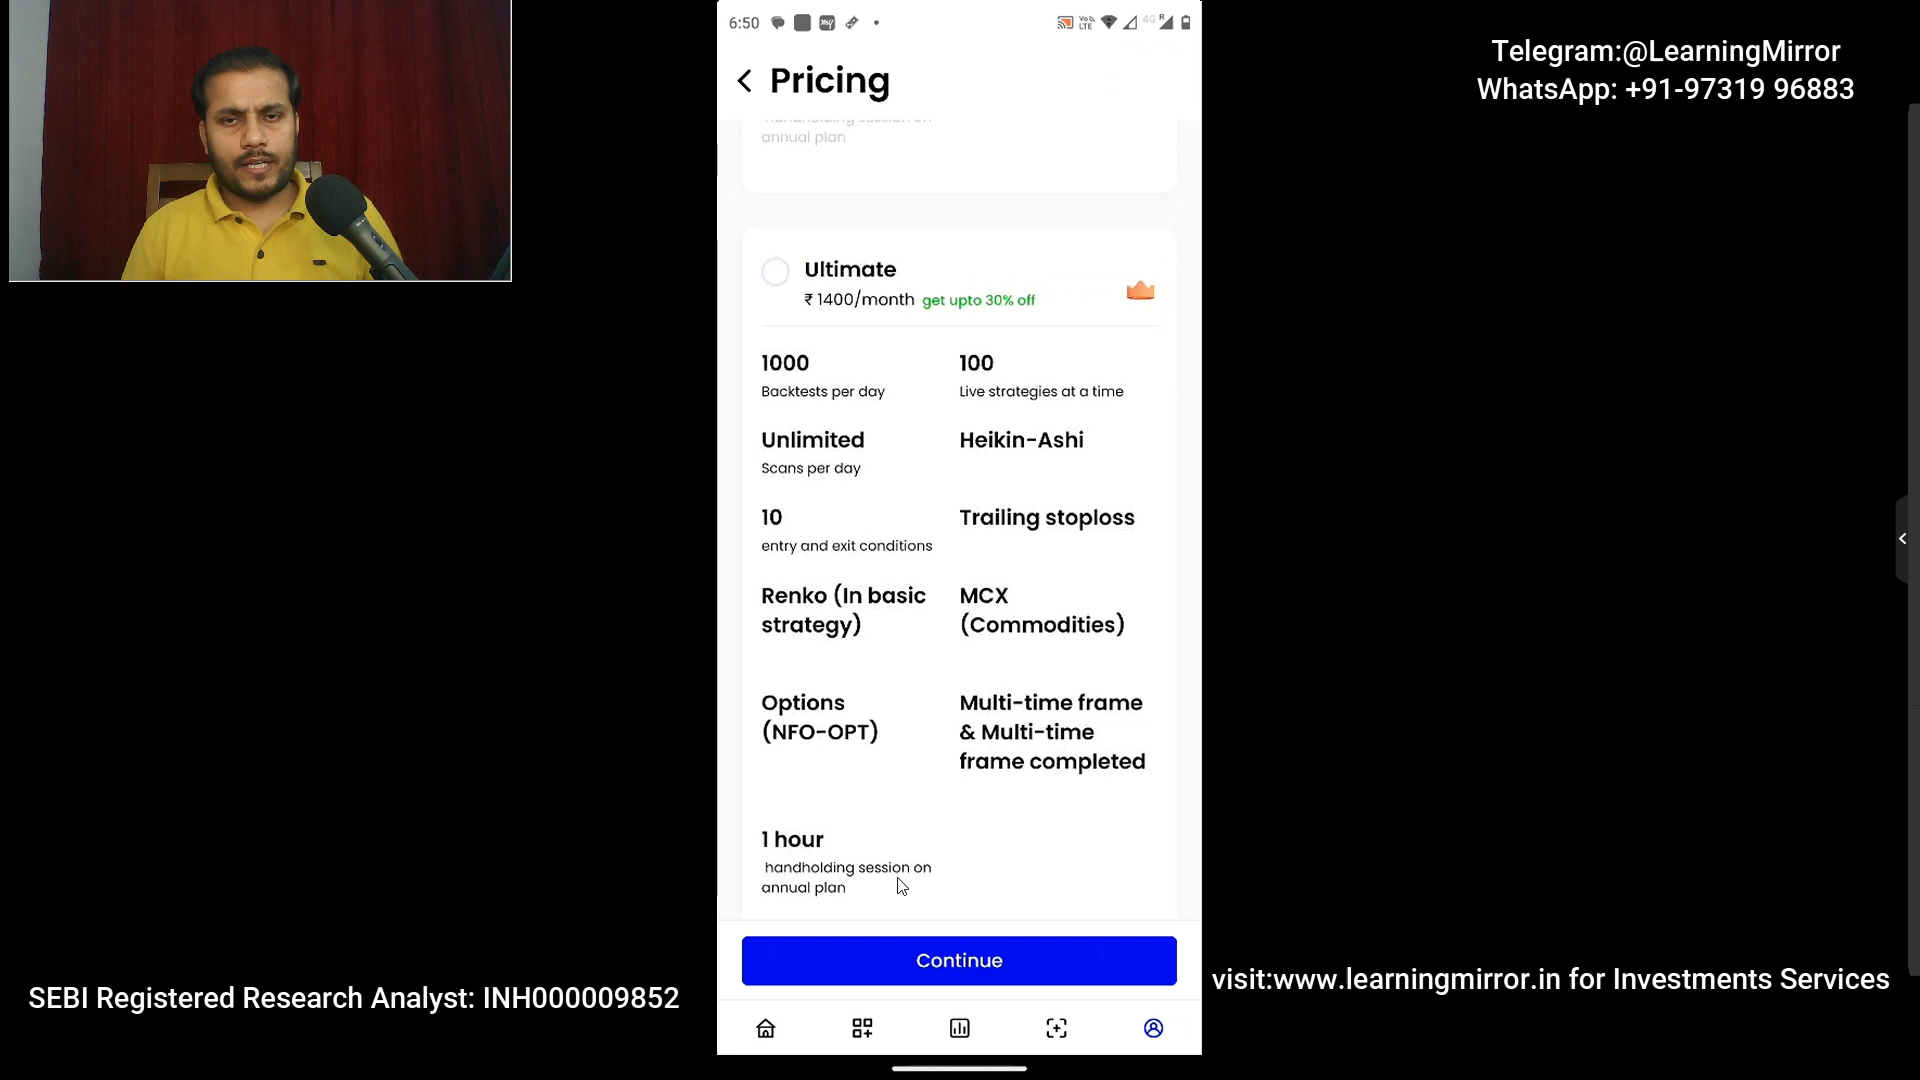 Telegram:@LearningMirror
WhatsApp: +91-97319 96883
6:50
Pricing
annual plan
Ultimate
₹ 1400/month get upto 30% off
1000
Backtests per day
100
Live strategies at a time
Unlimited
Scans per day
Heikin-Ashi
10
entry and exit conditions
Trailing stoploss
Renko (In basic
strategy)
MCX
(Commodities)
Options
(NFO-OPT)
Multi-time frame
& Multi-time
frame completed
1 hour
handholding session on
annual plan
Continue
SEBI Registered Research Analyst: INH000009852
visit:www.learningmirror.in for Investments Services